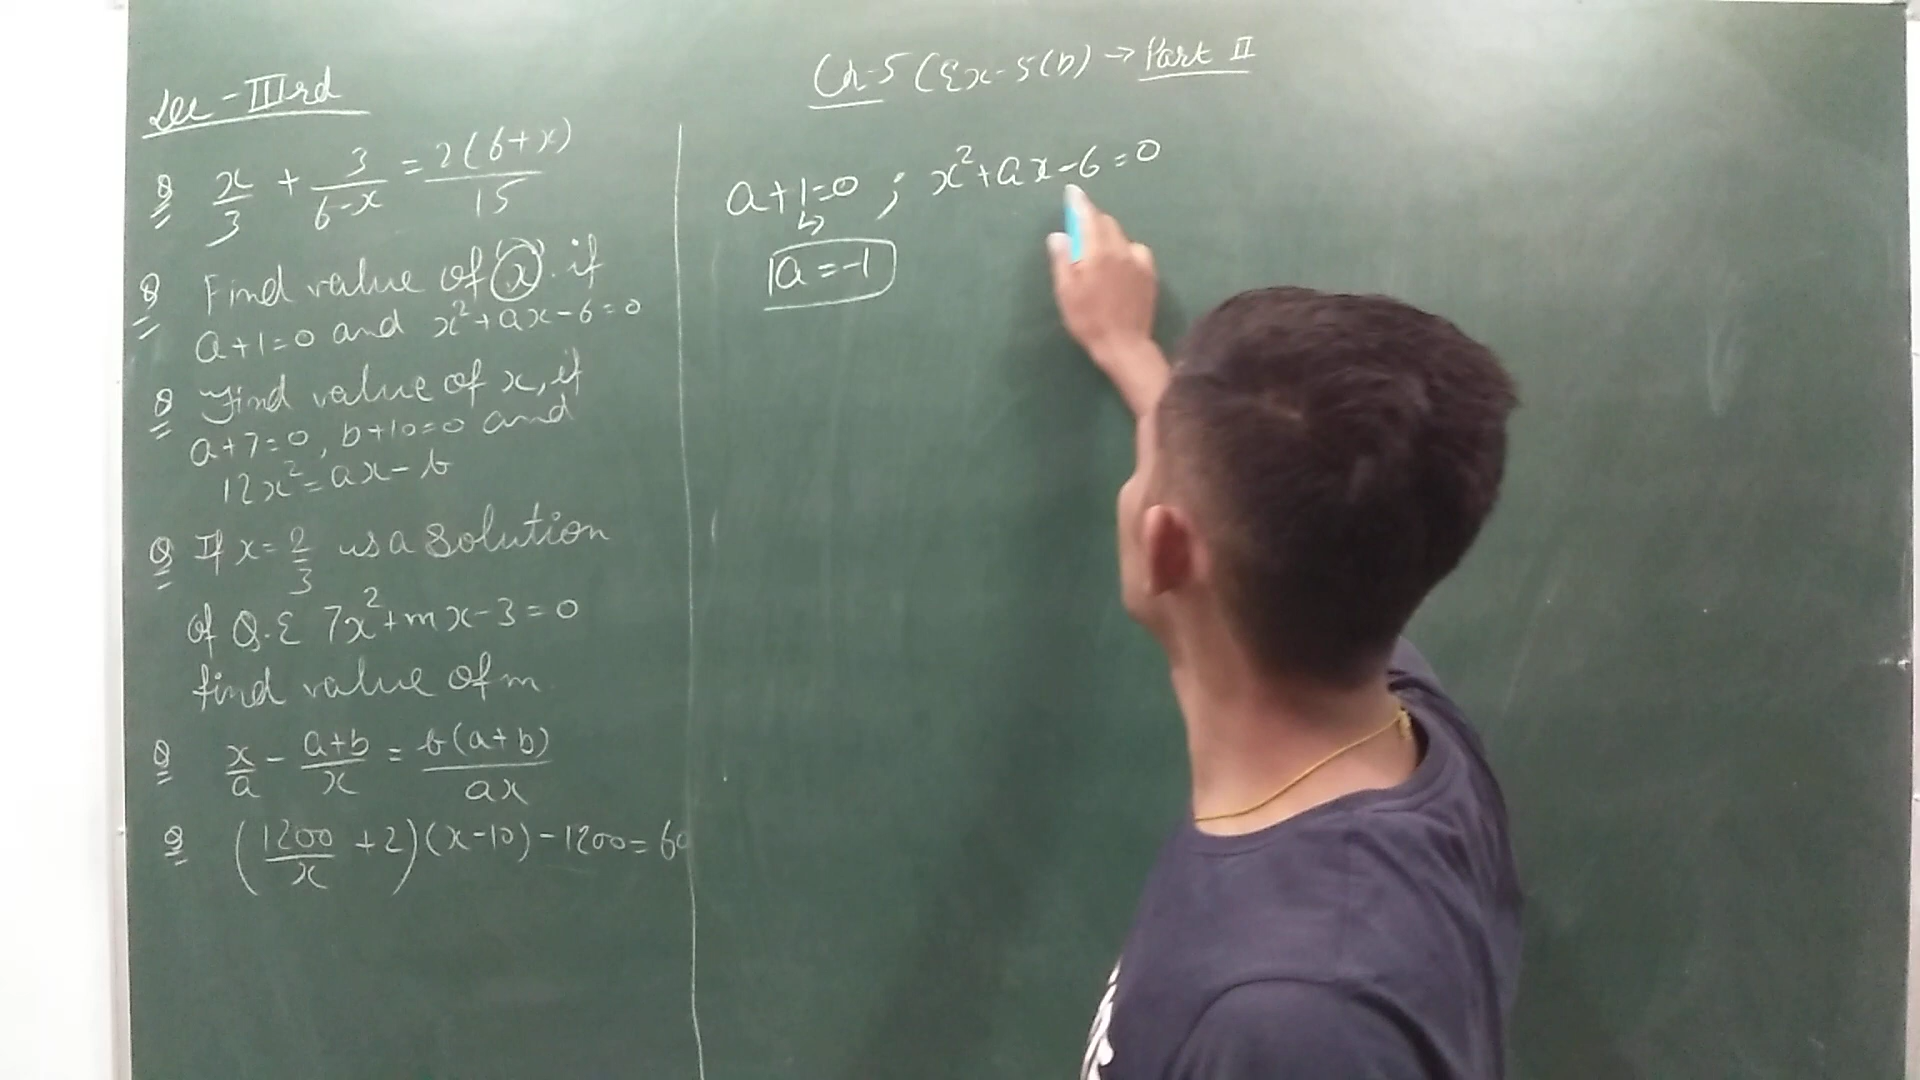 Lec - IIIrd
Ch-5 (Ex-5(b) → Part II
Q x/3 + 3/(6-x) = 2(6+x)/15
Q Find value of 'x' if
a+1=0 and x²+ax-6=0
Q Find value of x, if
a+7=0, b+10=0 and
12x²=ax-b
Q If x=2/3 is a solution
of Q.E 7x²+mx-3=0
find value of m
Q x/a - (a+b)/x = b(a+b)/ax
Q (1200/x + 2)(x-10) - 1200 = 60
a+1=0 ; x²+ax-6=0
a=-1